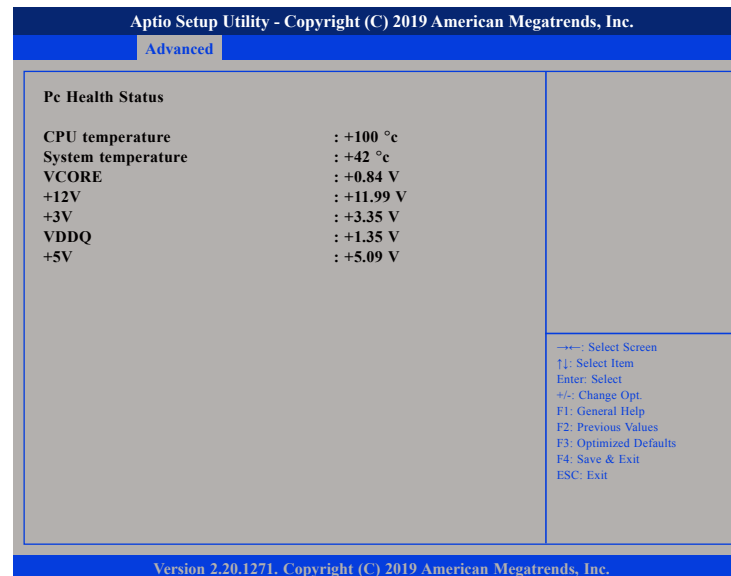 Aptio Setup Utility - Copyright (C) 2019 American Megatrends, Inc.
Advanced
Pc Health Status
CPU temperature : +100 °c
System temperature : +42 °c
VCORE : +0.84 V
+12V : +11.99 V
+3V : +3.35 V
VDDQ : +1.35 V
+5V : +5.09 V
→←: Select Screen
↑↓: Select Item
Enter: Select
+/-: Change Opt.
F1: General Help
F2: Previous Values
F3: Optimized Defaults
F4: Save & Exit
ESC: Exit
Version 2.20.1271. Copyright (C) 2019 American Megatrends, Inc.